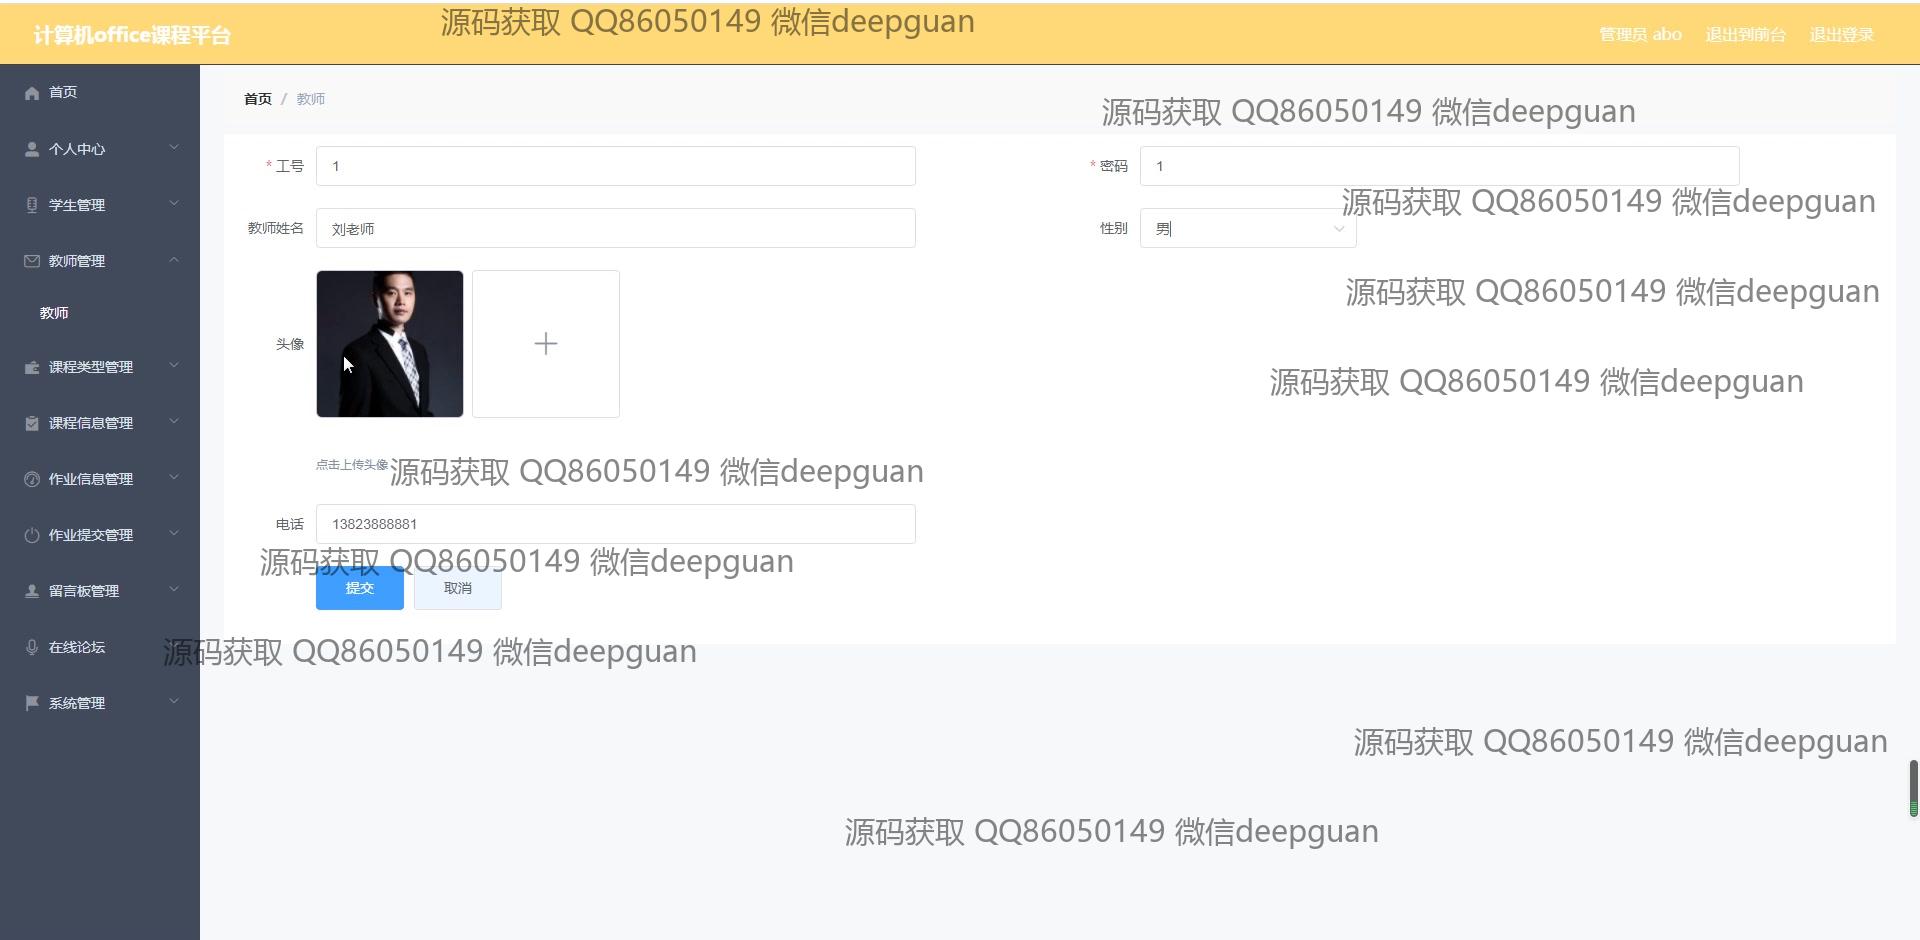 计算机office课程平台
源码获取 QQ86050149 微信deepguan
管理员 abo 退出到前台 退出登录
首页
个人中心
学生管理
教师管理
教师
课程类型管理
课程信息管理
作业信息管理
作业提交管理
留言板管理
在线论坛
系统管理
首页 / 教师
源码获取 QQ86050149 微信deepguan
* 工号 1
* 密码 1
源码获取 QQ86050149 微信deepguan
教师姓名 刘老师
性别 男
源码获取 QQ86050149 微信deepguan
头像
源码获取 QQ86050149 微信deepguan
点击上传头像
源码获取 QQ86050149 微信deepguan
电话 13823888881
源码获取 QQ86050149 微信deepguan
提交 取消
源码获取 QQ86050149 微信deepguan
源码获取 QQ86050149 微信deepguan
源码获取 QQ86050149 微信deepguan